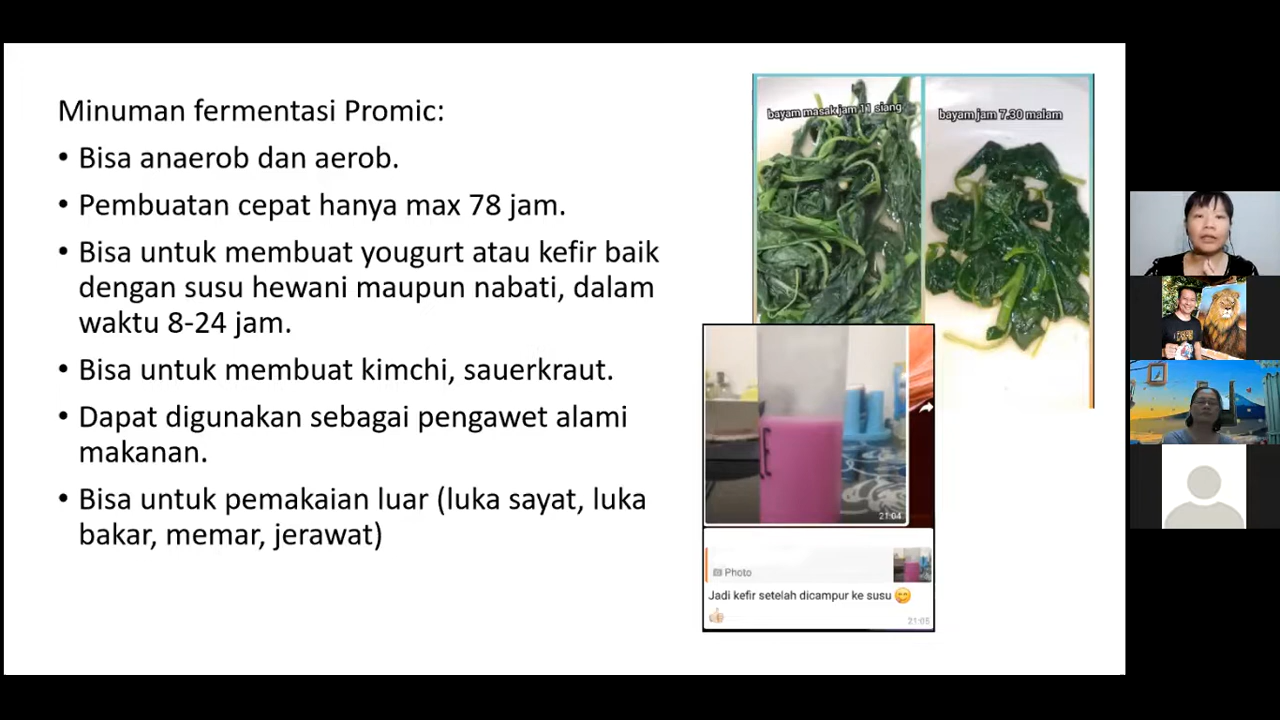 Minuman fermentasi Promic:
• Bisa anaerob dan aerob.
• Pembuatan cepat hanya max 78 jam.
• Bisa untuk membuat yougurt atau kefir baik
dengan susu hewani maupun nabati, dalam
waktu 8-24 jam.
• Bisa untuk membuat kimchi, sauerkraut.
• Dapat digunakan sebagai pengawet alami
makanan.
• Bisa untuk pemakaian luar (luka sayat, luka
bakar, memar, jerawat)
bayam masak jam 11 siang
bayam jam 7.30 malam
21:04
Photo
Jadi kefir setelah dicampur ke susu 😊
👍🏻
21:05